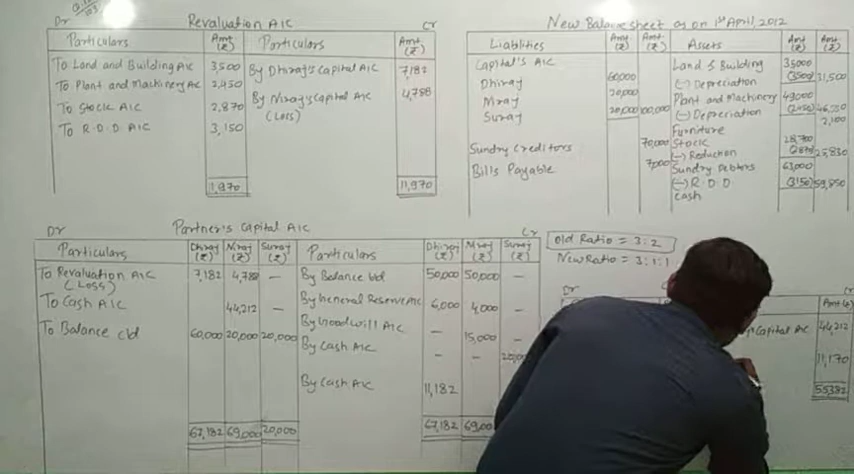 Revaluation A/C
Dr
Cr
Particulars Amt (₹) Particulars Amt (₹)
To Land and Building A/C 3,500 By Dhiraj's Capital A/C 7,182
To Plant and Machinery A/C 2,450 By Niraj's Capital A/C 4,788
To Stock A/C 2,870 (Loss)
To R.D.D A/C 3,150
11,970 11,970
New Balance sheet as on 1st April, 2012
Liablities Amt (₹) Amt (₹) Assets Amt (₹) Amt (₹)
Capital's A/C Land & Building 35000
Dhiraj 60,000 (-) Depreciation (3500) 31,500
Niraj 20,000 Plant and Machinery 49,000
Suraj 20,000 100,000 (-) Depreciation (2450) 46,550
Furniture 2,100
Sundry Creditors 70,000 Stock 28,700
(-) Reduction (2870) 25,830
Bills Payable 7,000 Sundry Debtors 63,000
(-) R.D.D (3150) 59,850
Cash
Partner's Capital A/C
Dr
Cr
Particulars Dhiraj (₹) Niraj (₹) Suraj (₹) Particulars Dhiraj (₹) Niraj (₹) Suraj (₹)
To Revaluation A/C 7,182 4,788 — By Balance b/d 50,000 50,000 —
(Loss)
To Cash A/C 44,212 — By General Reserve A/C 6,000 4,000 —
By Goodwill A/C — 15,000 —
To Balance c/d 60,000 20,000 20,000
By Cash A/C — — 20,00
By Cash A/C 11,182
67,182 69,000 20,000 67,182 69,00
Old Ratio = 3:2
New Ratio = 3:1:1
Dr
Cr
Amt (₹)
Capital A/C 44,212
11,170
55382